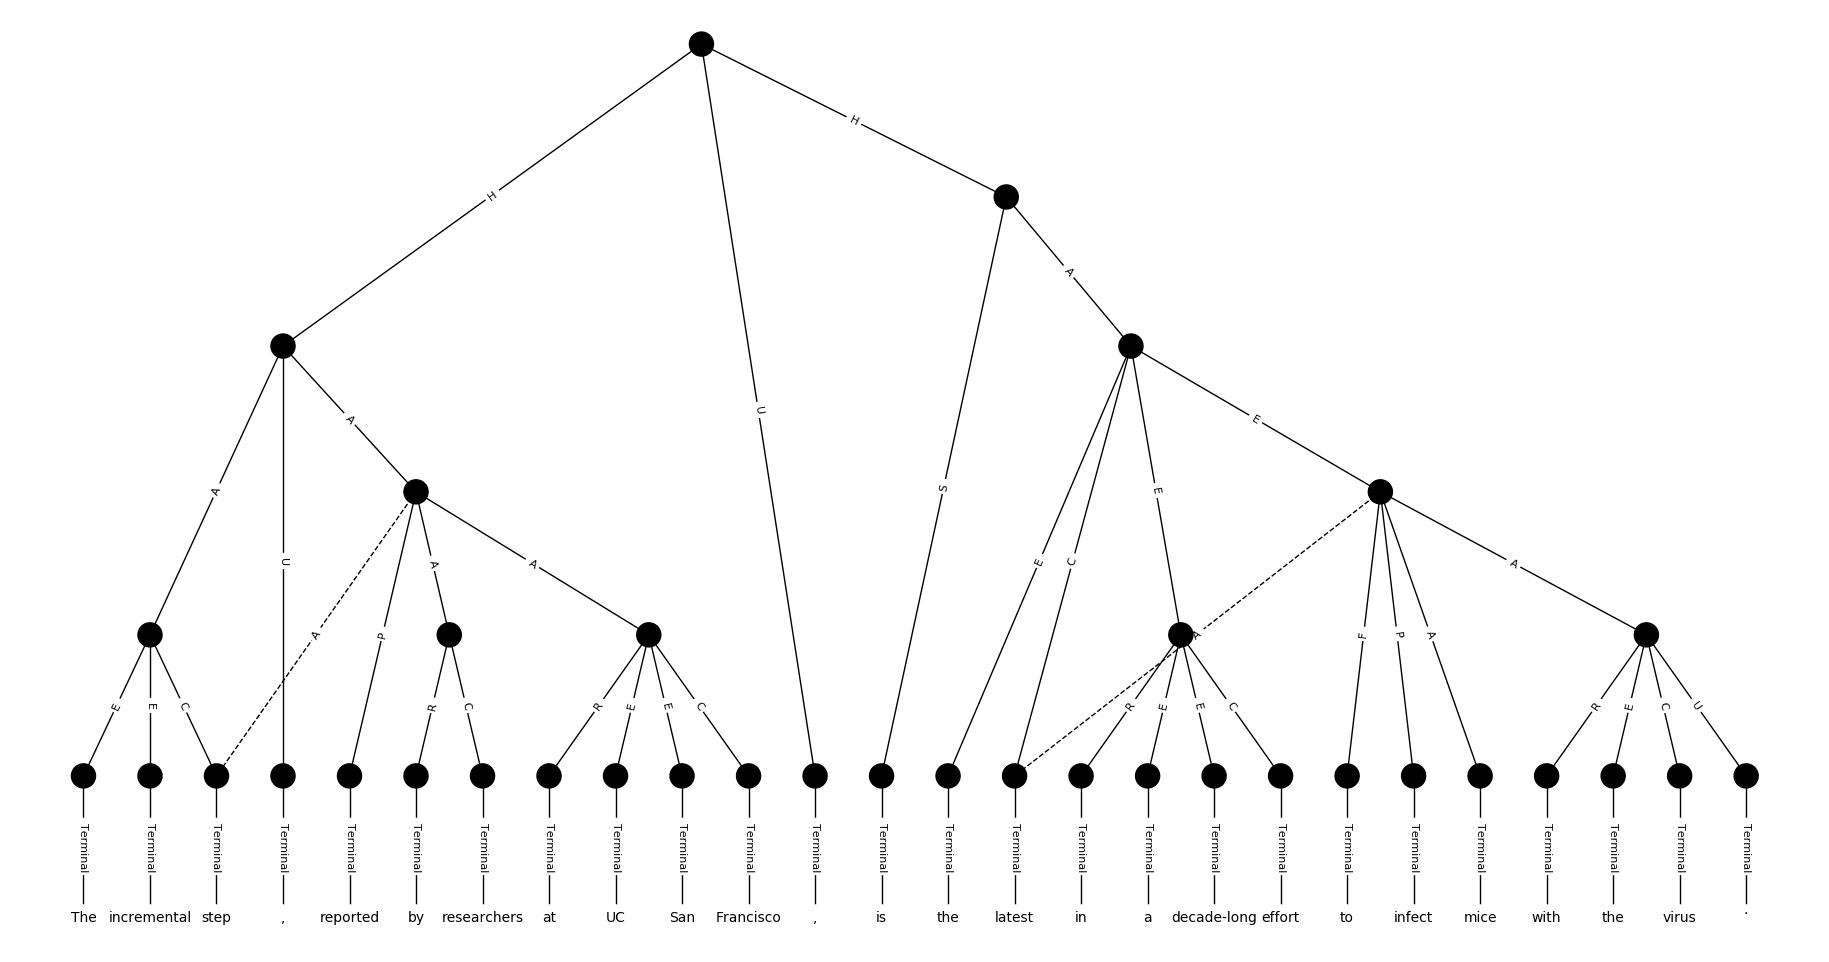 H
H
A
U
A
A
E
S
E
C
E
U
A
A
A
A
P
A
F
P
A
E
E
C
R
C
R
E
E
C
R
E
E
C
R
E
C
U
Terminal Terminal Terminal Terminal Terminal Terminal Terminal Terminal Terminal Terminal Terminal Terminal Terminal Terminal Terminal Terminal Terminal Terminal Terminal Terminal Terminal Terminal Terminal Terminal Terminal Terminal
The incremental step , reported by researchers at UC San Francisco , is the latest in a decade-long effort to infect mice with the virus .